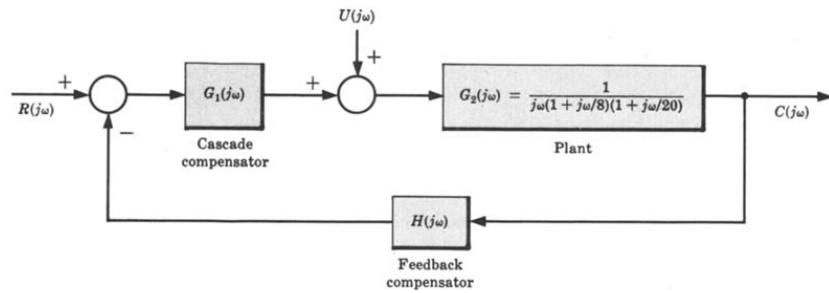 U(jω)
+
+
+
−
R(jω)
G₁(jω)
Cascade
compensator
G₂(jω) = 1 / jω(1 + jω/8)(1 + jω/20)
Plant
C(jω)
H(jω)
Feedback
compensator